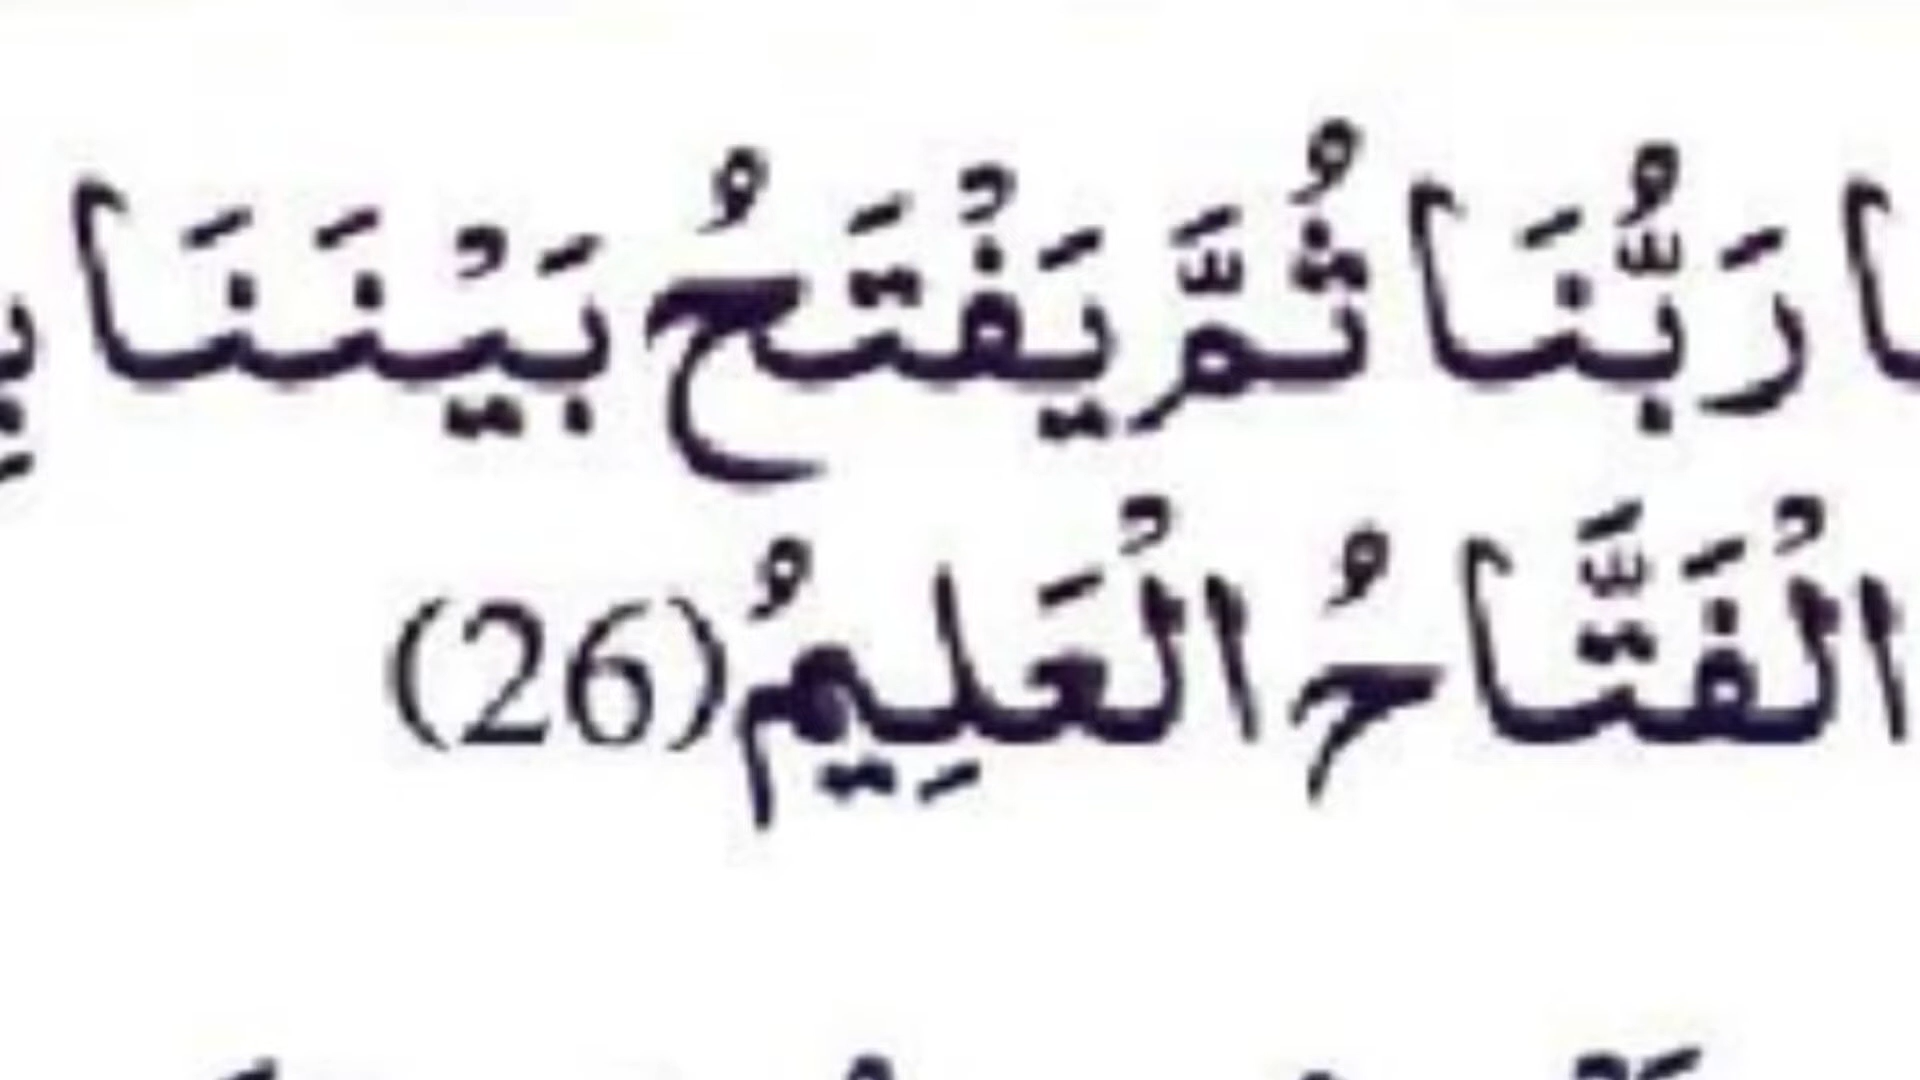 رَبُّنَا ثُمَّ يَفْتَحُ بَيْنَنَا
الْفَتَّاحُ الْعَلِيمُ(26)